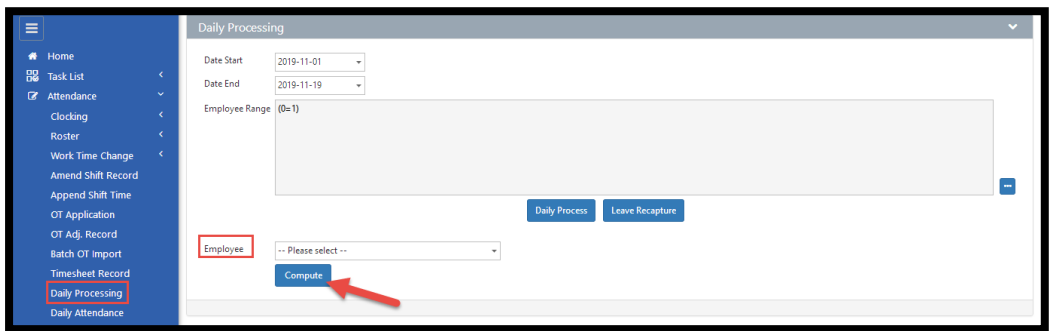 Daily Processing
Home
Task List
Attendance
Clocking
Roster
Work Time Change
Amend Shift Record
Append Shift Time
OT Application
OT Adj. Record
Batch OT Import
Timesheet Record
Daily Processing
Daily Attendance
Date Start 2019-11-01
Date End 2019-11-19
Employee Range (0=1)
Daily Process Leave Recapture
Employee -- Please select --
Compute